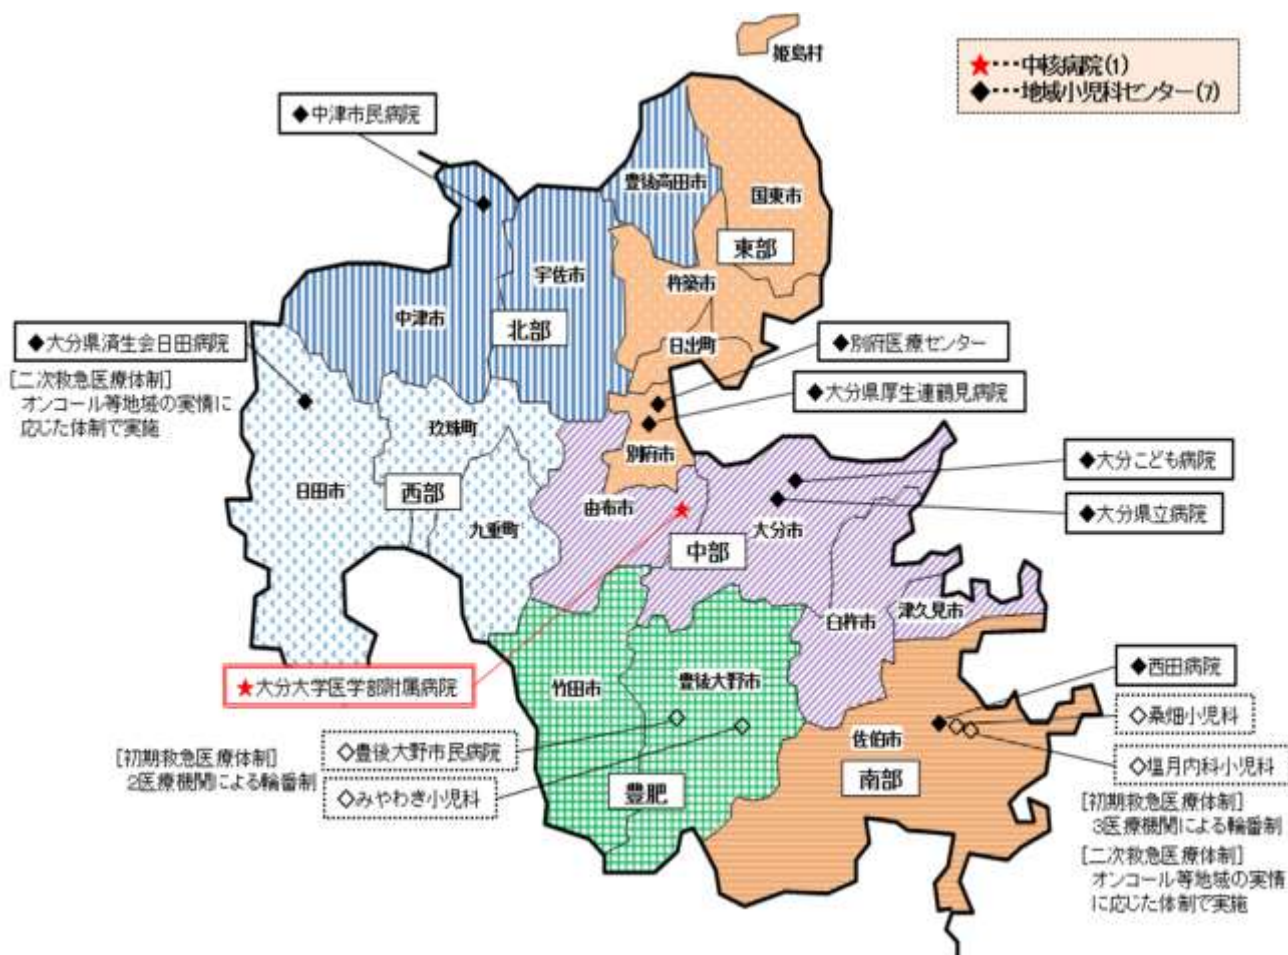 姫島村
★・・・中核病院(1)
◆・・・地域小児科センター(7)
◆中津市民病院
豊後高田市
国東市
東部
杵築市
宇佐市
中津市
北部
日出町
◆大分県済生会日田病院
[二次救急医療体制]
オンコール等地域の実情に
応じた体制で実施
◆別府医療センター
◆大分県厚生連鶴見病院
玖珠町
別府市
日田市
西部
九重町
由布市
大分市
中部
◆大分こども病院
◆大分県立病院
臼杵市
津久見市
★大分大学医学部附属病院
竹田市
豊後大野市
豊肥
◇豊後大野市民病院
◇みやわき小児科
[初期救急医療体制]
2医療機関による輪番制
佐伯市
南部
◆西田病院
◇桑畑小児科
◇塩月内科小児科
[初期救急医療体制]
3医療機関による輪番制
[二次救急医療体制]
オンコール等地域の実情
に応じた体制で実施